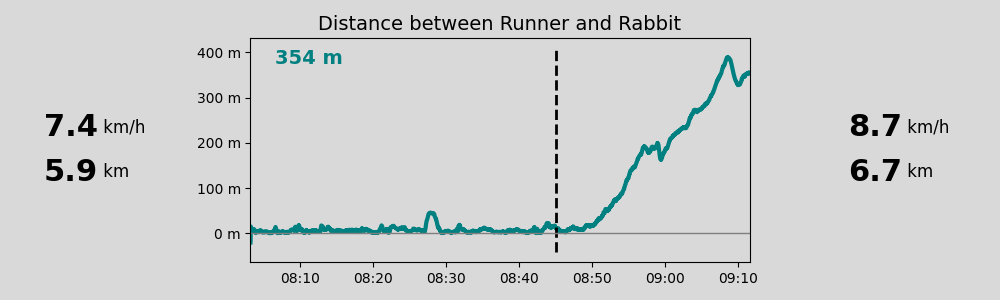 Distance between Runner and Rabbit
354 m
400 m
300 m
200 m
100 m
0 m
08:10 08:20 08:30 08:40 08:50 09:00 09:10
7.4 km/h
5.9 km
8.7 km/h
6.7 km